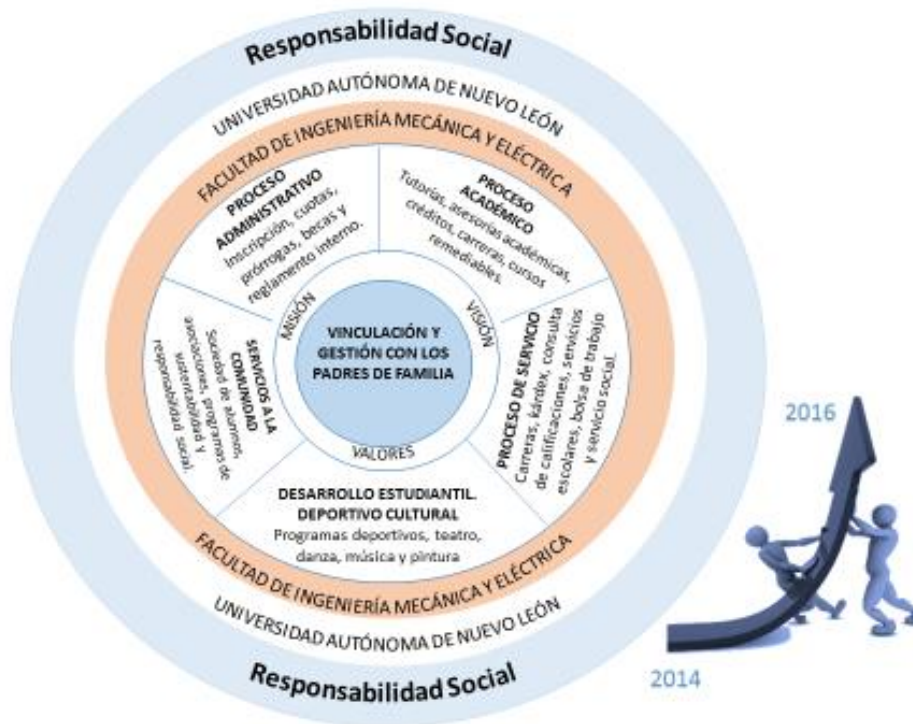 Responsabilidad Social
UNIVERSIDAD AUTÓNOMA DE NUEVO LEÓN
FACULTAD DE INGENIERÍA MECÁNICA Y ELÉCTRICA
PROCESO
ADMINISTRATIVO
Inscripción, cuotas,
prórrogas, becas y
reglamento interno.
PROCESO
ACADÉMICO
Tutorías, asesorías académicas,
créditos, carreras, cursos
remediables.
MISIÓN
VISIÓN
VINCULACIÓN Y
GESTIÓN CON LOS
PADRES DE FAMILIA
VALORES
SERVICIOS A LA
COMUNIDAD
Sociedad de alumnos,
asociaciones, programas de
sustentabilidad y
responsabilidad social.
PROCESO DE SERVICIO
Carreras, kárdex, consulta
de calificaciones, servicios
escolares, bolsa de trabajo
y servicio social.
DESARROLLO ESTUDIANTIL.
DEPORTIVO CULTURAL
Programas deportivos, teatro,
danza, música y pintura
FACULTAD DE INGENIERÍA MECÁNICA Y ELÉCTRICA
UNIVERSIDAD AUTÓNOMA DE NUEVO LEÓN
Responsabilidad Social
2016
2014